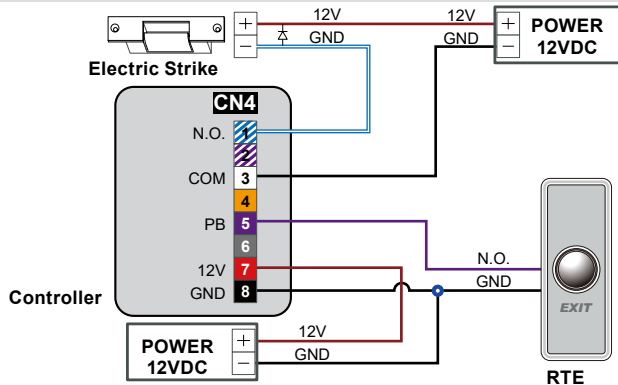 12V
12V
+
+
POWER
12VDC
GND
GND
−
−
Electric Strike
CN4
N.O.
1
2
COM
3
4
PB
5
6
N.O.
12V
7
GND
8
GND
EXIT
Controller
12V
+
POWER
12VDC
GND
−
RTE